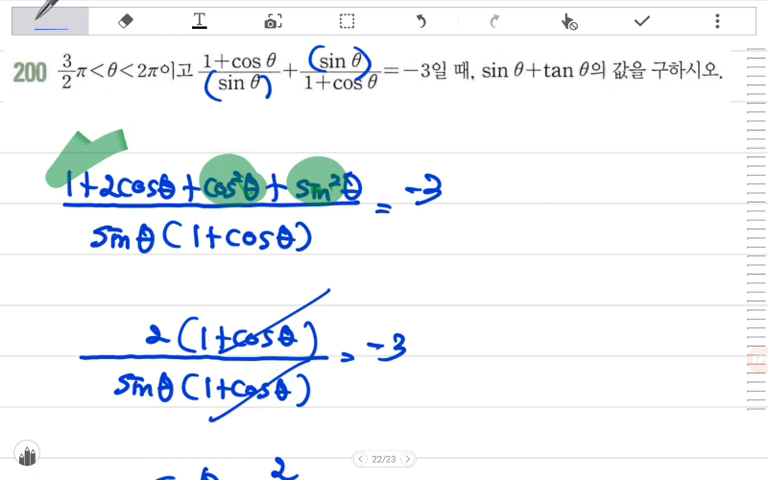 200 3/2π<θ<2π이고 (1+cos θ)/(sin θ) + (sin θ)/(1+cos θ) = −3일 때, sin θ+tan θ의 값을 구하시오.
(1+2cosθ+cos²θ+sin²θ)/(sinθ(1+cosθ)) = -3
2(1+cosθ)/(sinθ(1+cosθ)) = -3
2
22/23